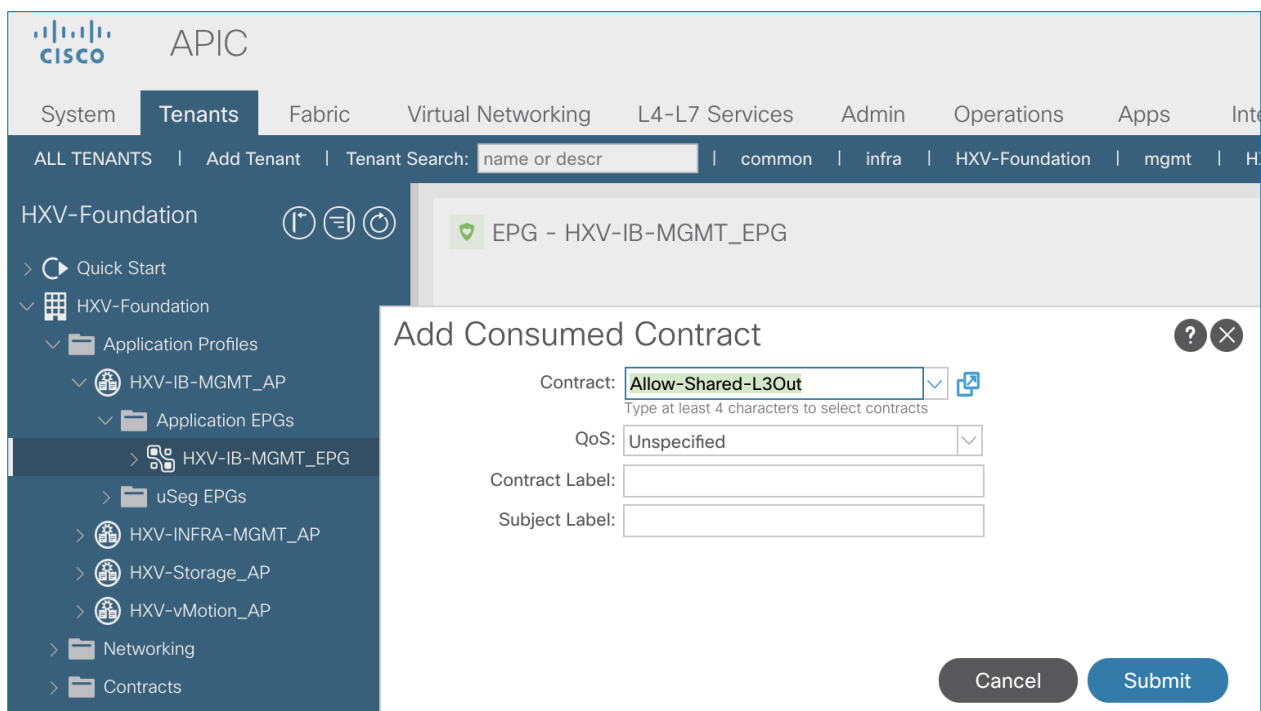 CISCO
APIC
System Tenants Fabric Virtual Networking L4-L7 Services Admin Operations Apps Inte
ALL TENANTS | Add Tenant | Tenant Search: name or descr | common | infra | HXV-Foundation | mgmt | HX
HXV-Foundation
EPG - HXV-IB-MGMT_EPG
Quick Start
HXV-Foundation
Application Profiles
HXV-IB-MGMT_AP
Application EPGs
HXV-IB-MGMT_EPG
uSeg EPGs
HXV-INFRA-MGMT_AP
HXV-Storage_AP
HXV-vMotion_AP
Networking
Contracts
Add Consumed Contract
Contract: Allow-Shared-L3Out
Type at least 4 characters to select contracts
QoS: Unspecified
Contract Label:
Subject Label:
Cancel Submit